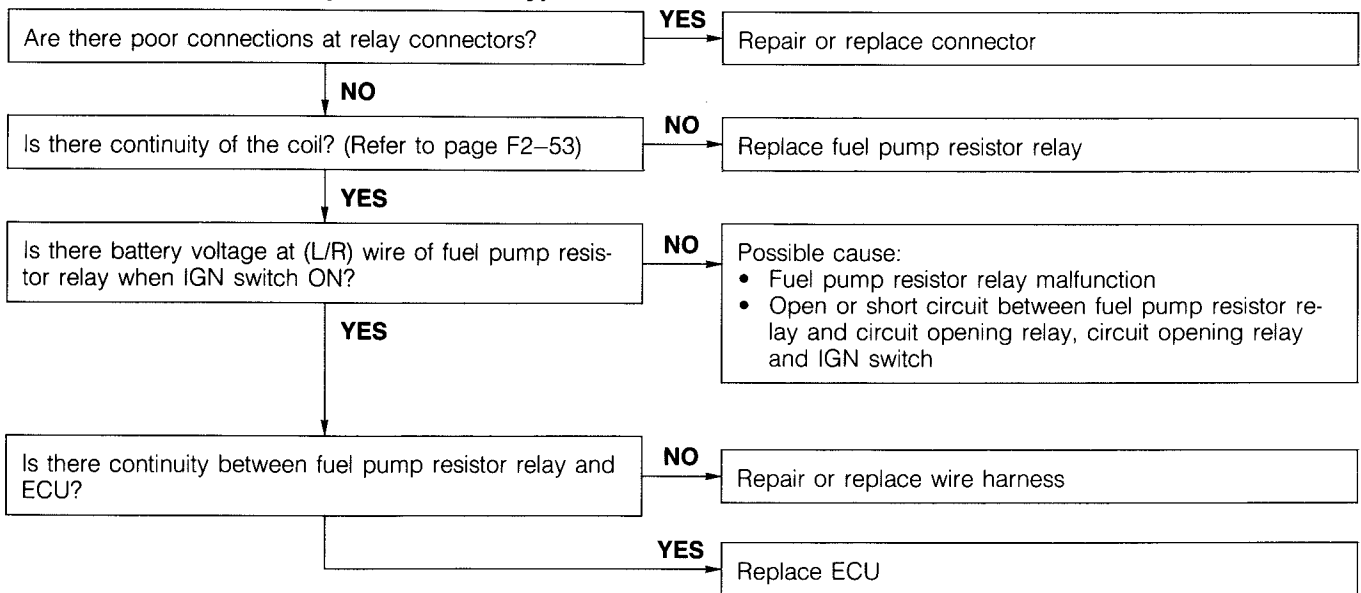 YES
Are there poor connections at relay connectors?
Repair or replace connector
NO
Is there continuity of the coil? (Refer to page F2–53)
NO
Replace fuel pump resistor relay
YES
Is there battery voltage at (L/R) wire of fuel pump resis-
tor relay when IGN switch ON?
NO
Possible cause:
• Fuel pump resistor relay malfunction
• Open or short circuit between fuel pump resistor re-
lay and circuit opening relay, circuit opening relay
and IGN switch
YES
Is there continuity between fuel pump resistor relay and
ECU?
NO
Repair or replace wire harness
YES
Replace ECU